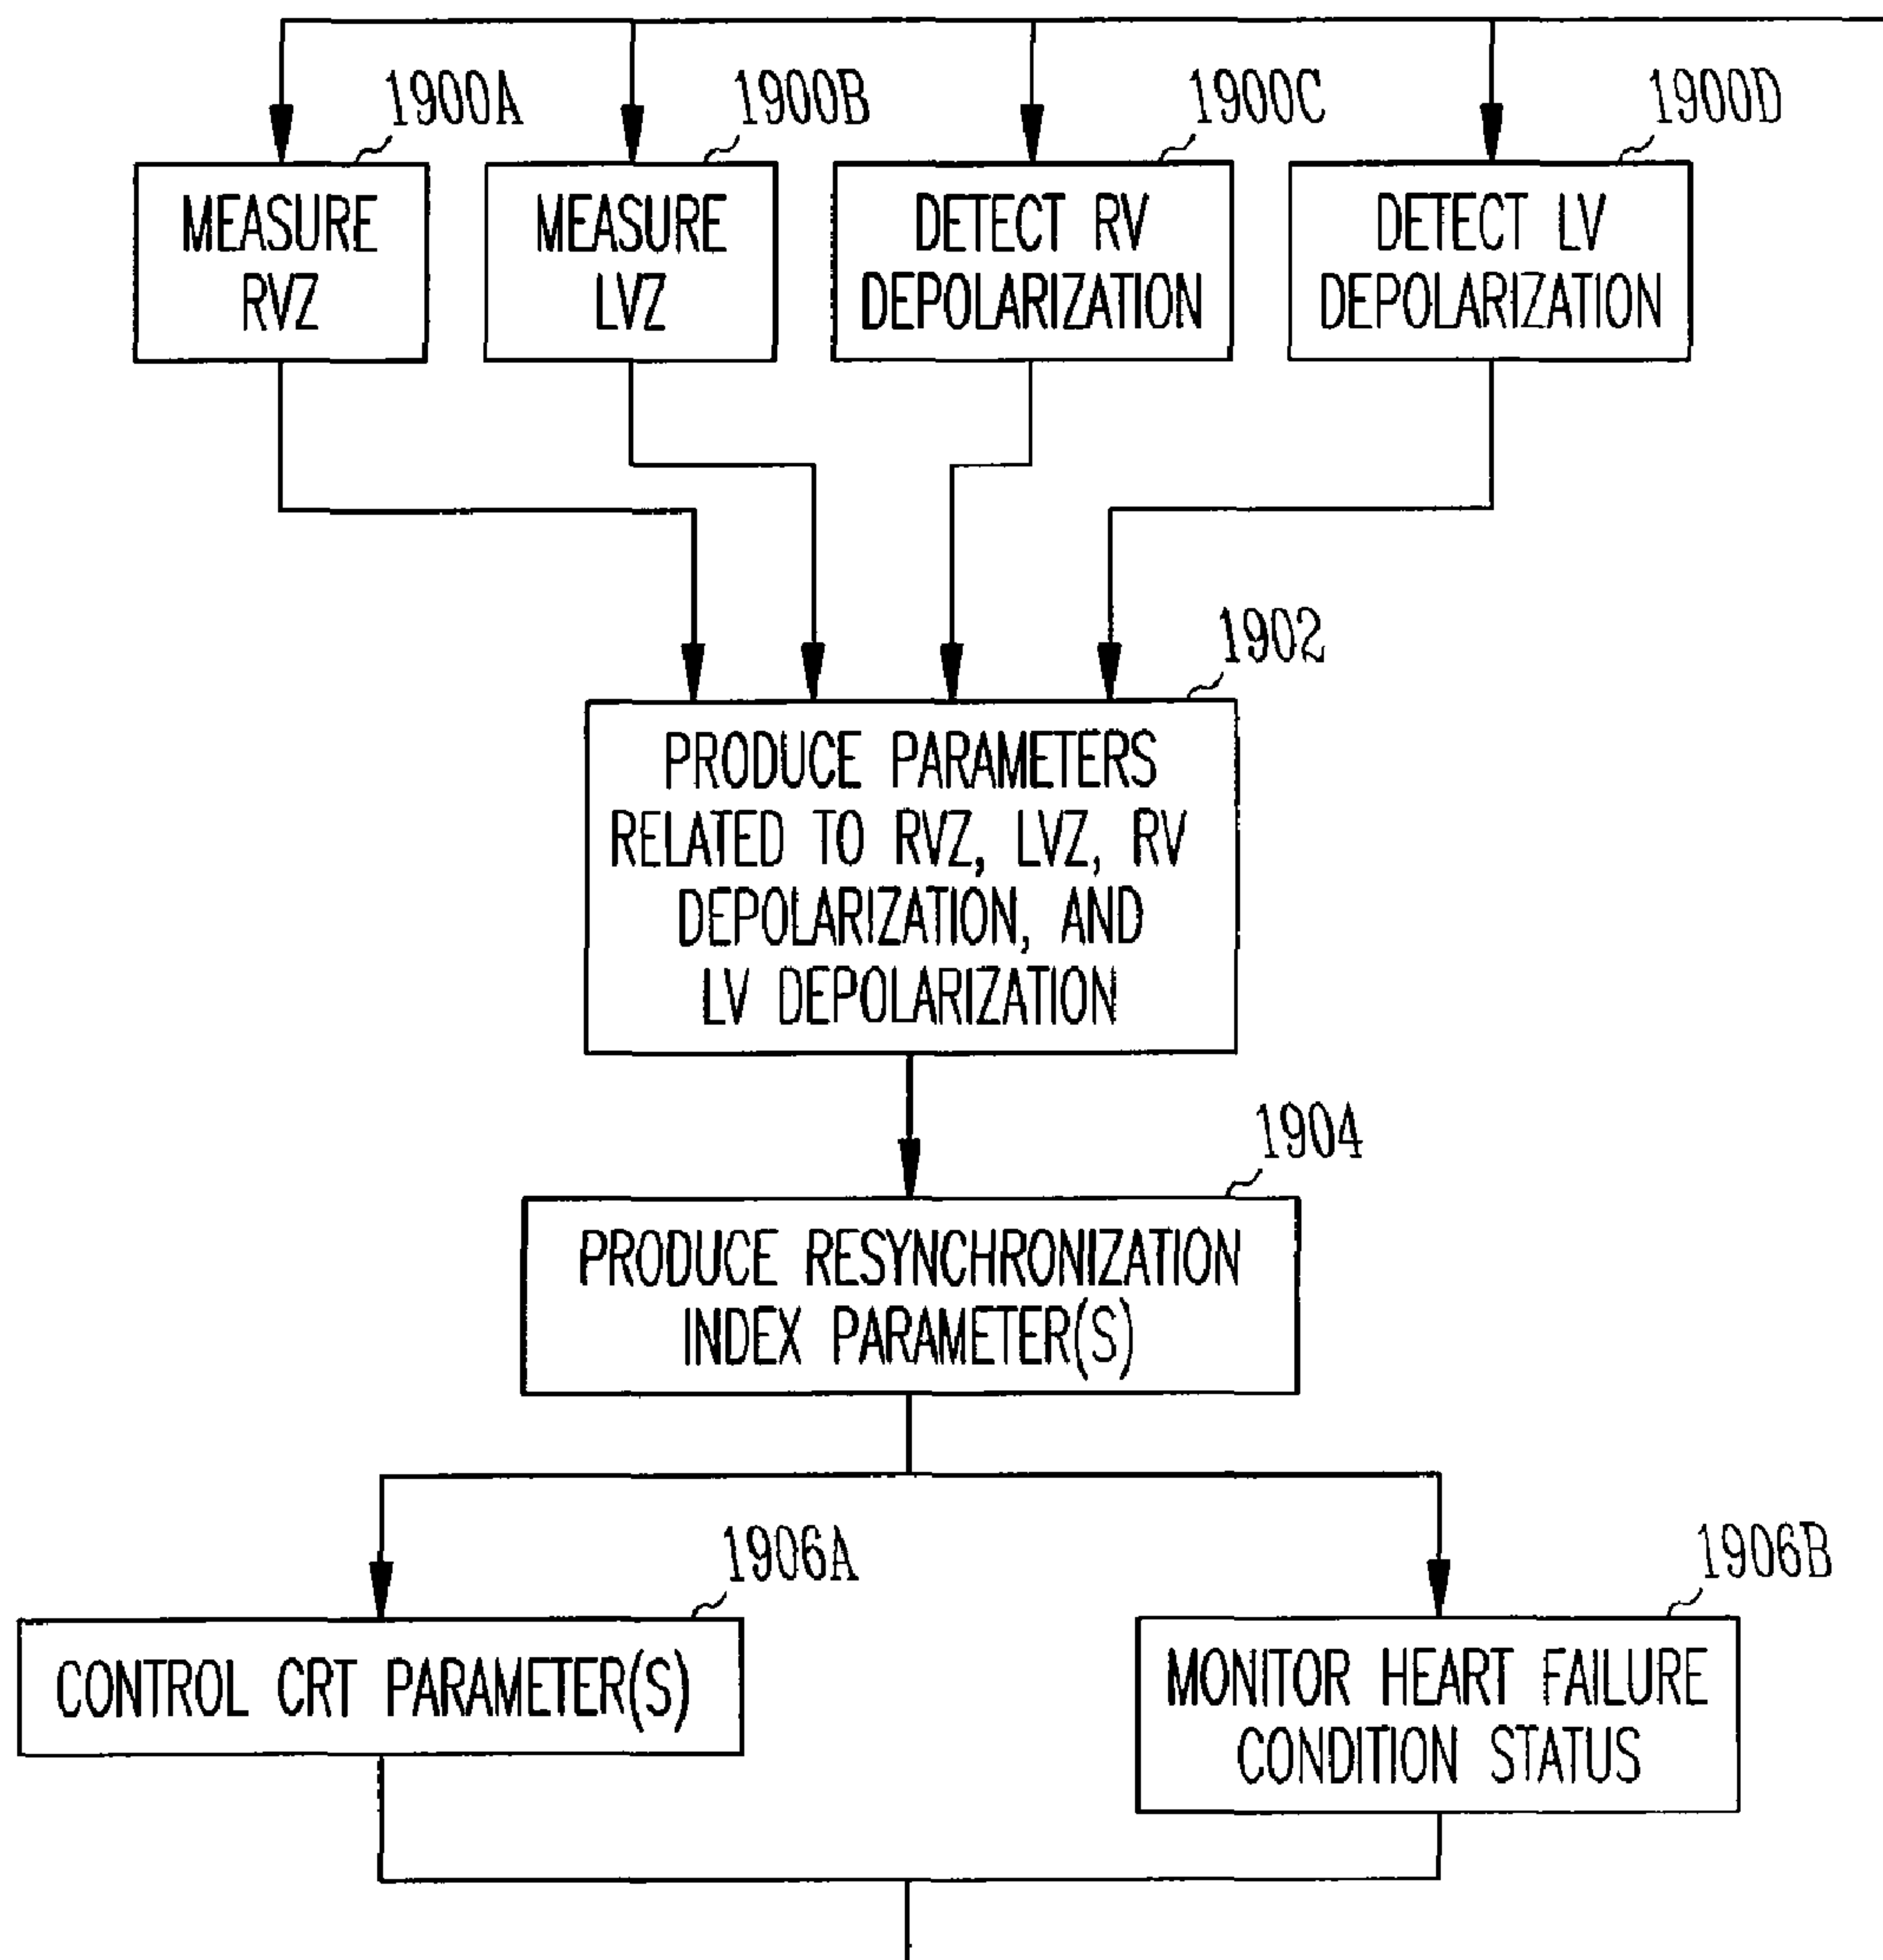 1900A
1900B
1900C
1900D
MEASURE
RVZ
MEASURE
LVZ
DETECT RV
DEPOLARIZATION
DETECT LV
DEPOLARIZATION
1902
PRODUCE PARAMETERS
RELATED TO RVZ, LVZ, RV
DEPOLARIZATION, AND
LV DEPOLARIZATION
1904
PRODUCE RESYNCHRONIZATION
INDEX PARAMETER(S)
1906A
1906B
CONTROL CRT PARAMETER(S)
MONITOR HEART FAILURE
CONDITION STATUS